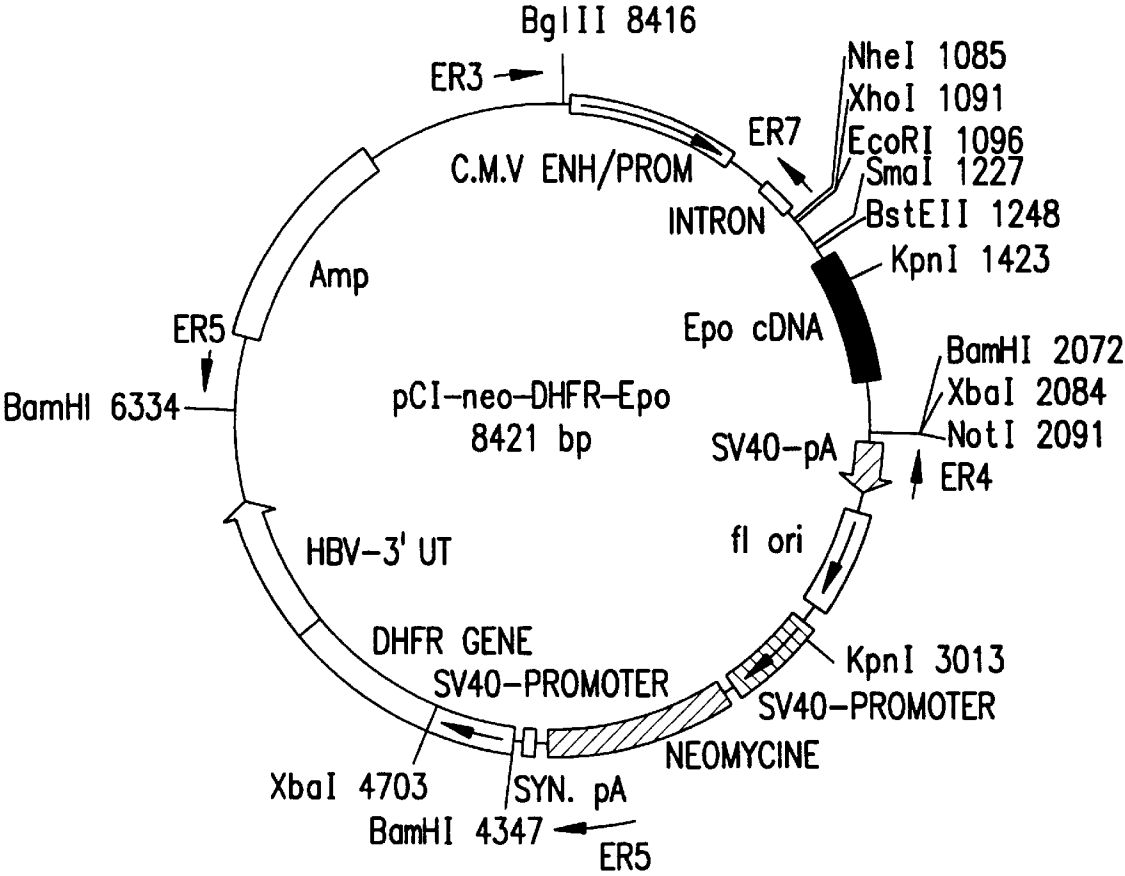 BglII 8416
ER3
NheI 1085
XhoI 1091
EcoRI 1096
SmaI 1227
BstEII 1248
KpnI 1423
ER7
C.M.V ENH/PROM
INTRON
Amp
Epo cDNA
ER5
BamHI 6334
pCI-neo-DHFR-Epo
8421 bp
BamHI 2072
XbaI 2084
NotI 2091
SV40-pA
ER4
fI ori
HBV-3' UT
DHFR GENE
SV40-PROMOTER
KpnI 3013
SV40-PROMOTER
NEOMYCINE
XbaI 4703
SYN. pA
BamHI 4347
ER5